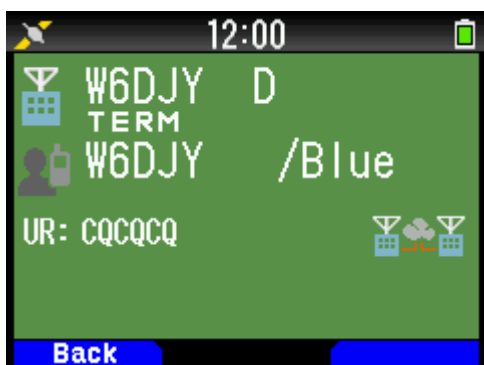 12:00
W6DJY D
TERM
W6DJY /Blue
UR: CQCQCQ
Back